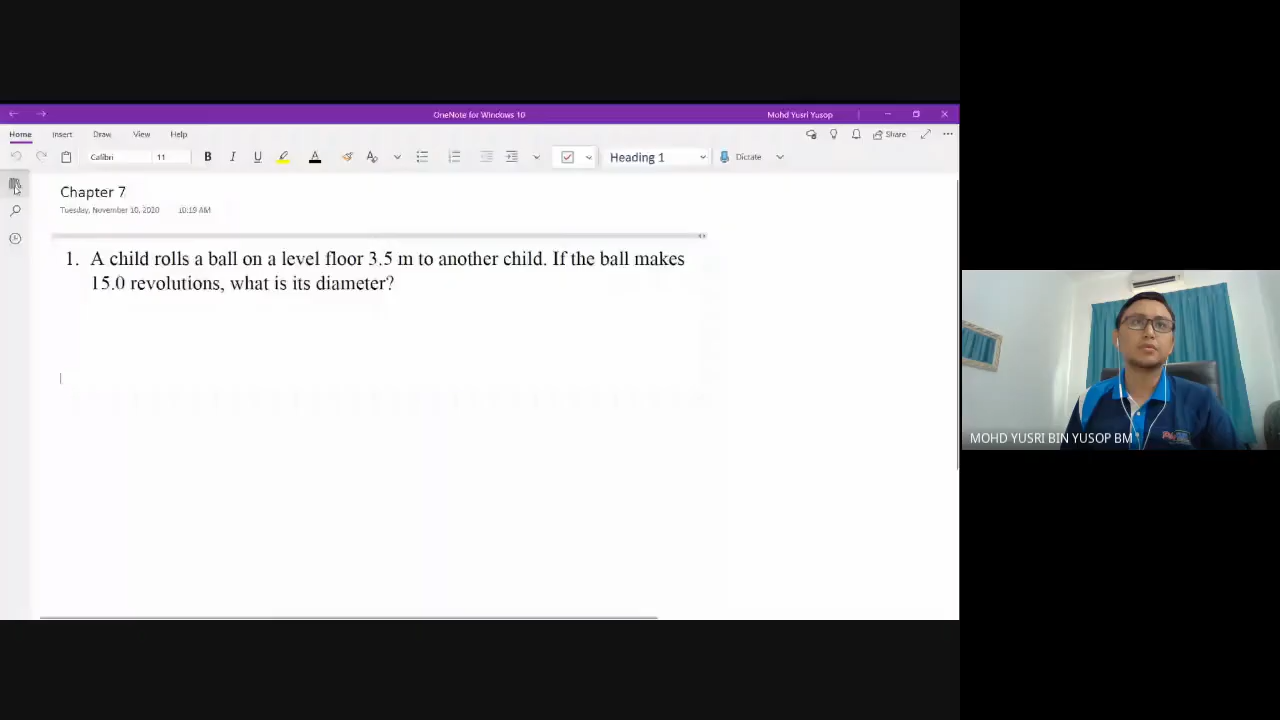 OneNote for Windows 10
Mohd Yusri Yusop
Home Insert Draw View Help
Share
Calibri 11 B I U A Heading 1 Dictate
Chapter 7
Tuesday, November 10, 2020 10:19 AM
1. A child rolls a ball on a level floor 3.5 m to another child. If the ball makes
15.0 revolutions, what is its diameter?
MOHD YUSRI BIN YUSOP BM